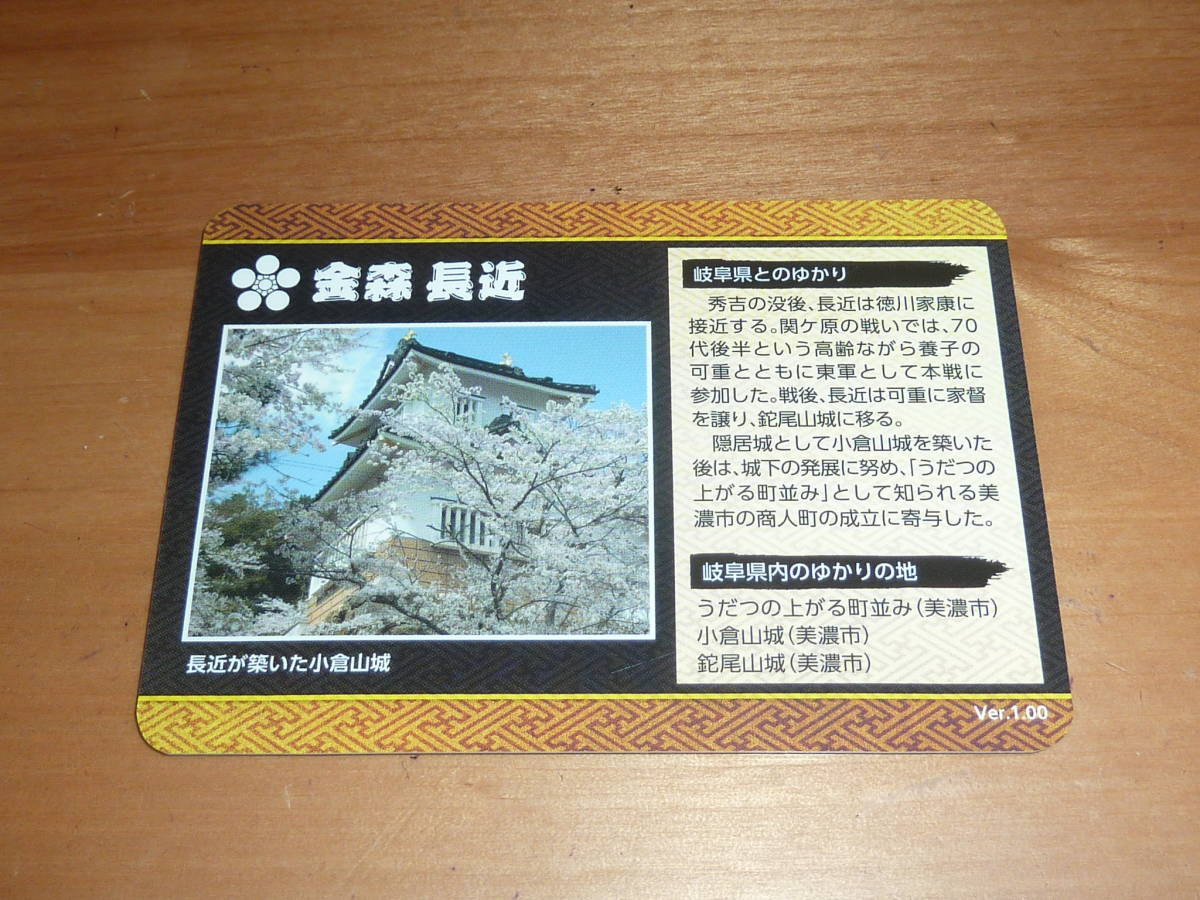 金森 長近
長近が築いた小倉山城
岐阜県とのゆかり
秀吉の没後、長近は徳川家康に
接近する。関ケ原の戦いでは、70
代後半という高齢ながら養子の
可重とともに東軍として本戦に
参加した。戦後、長近は可重に家督
を譲り、鉈尾山城に移る。
隠居城として小倉山城を築いた
後は、城下の発展に努め、「うだつの
上がる町並み」として知られる美
濃市の商人町の成立に寄与した。
岐阜県内のゆかりの地
うだつの上がる町並み(美濃市)
小倉山城(美濃市)
鉈尾山城(美濃市)
Ver.1.00